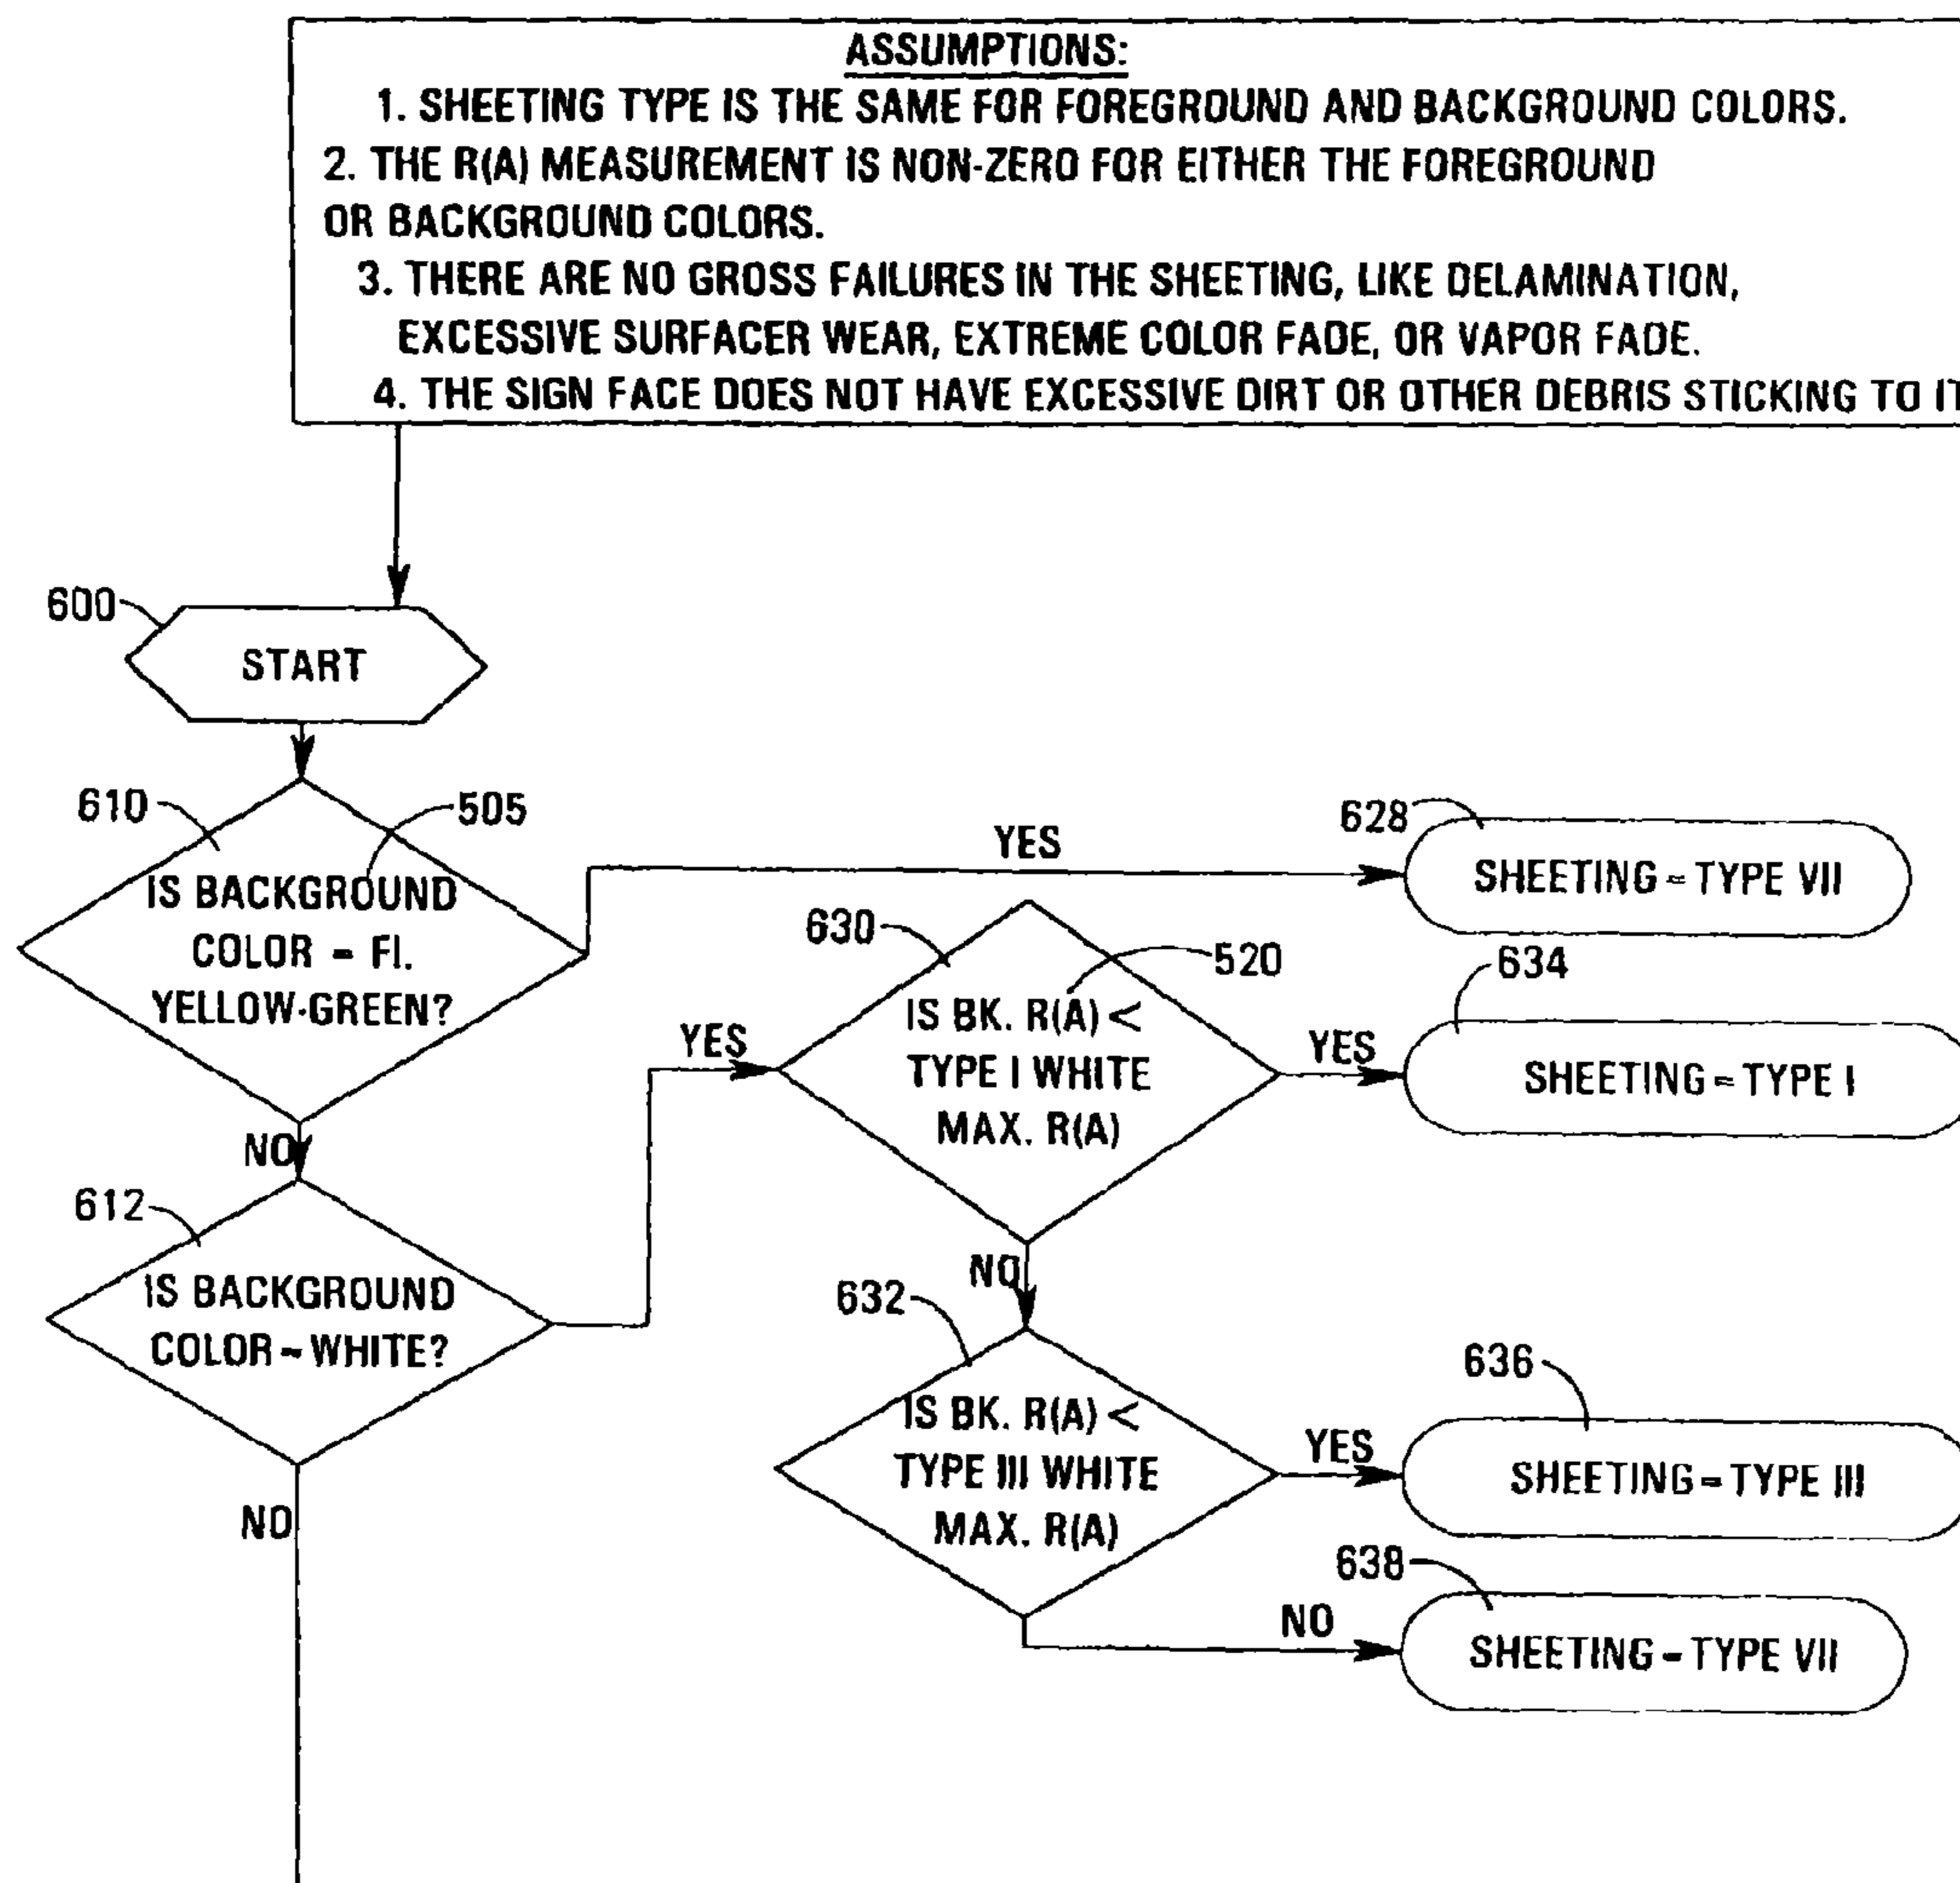 ASSUMPTIONS:
1. SHEETING TYPE IS THE SAME FOR FOREGROUND AND BACKGROUND COLORS.
2. THE R(A) MEASUREMENT IS NON-ZERO FOR EITHER THE FOREGROUND
OR BACKGROUND COLORS.
3. THERE ARE NO GROSS FAILURES IN THE SHEETING, LIKE DELAMINATION,
EXCESSIVE SURFACER WEAR, EXTREME COLOR FADE, OR VAPOR FADE.
4. THE SIGN FACE DOES NOT HAVE EXCESSIVE DIRT OR OTHER DEBRIS STICKING TO IT
600
START
610
505
IS BACKGROUND
COLOR = FI.
YELLOW-GREEN?
YES
628
SHEETING = TYPE VII
NO
630
520
IS BK. R(A) <
TYPE I WHITE
MAX. R(A)
YES
YES
634
SHEETING = TYPE I
612
IS BACKGROUND
COLOR = WHITE?
NO
NO
632
IS BK. R(A) <
TYPE III WHITE
MAX. R(A)
YES
636
SHEETING = TYPE III
NO
638
SHEETING = TYPE VII